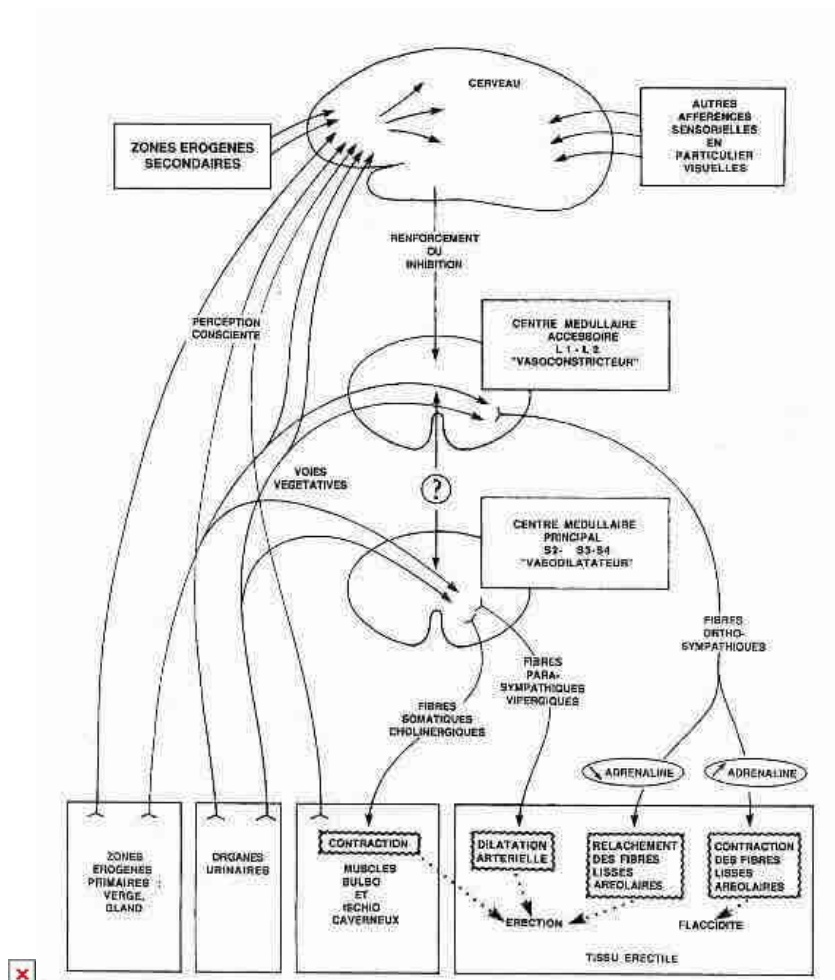 CERVEAU
ZONES EROGENES
SECONDAIRES
AUTRES
AFFERENCES
SENSORIELLES
EN
PARTICULIER
VISUELLES
RENFORCEMENT
OU
INHIBITION
PERCEPTION
CONSCIENTE
CENTRE MEDULLAIRE
ACCESSOIRE
L 1 - L 2
"VASOCONSTRICTEUR"
VOIES
VEGETATIVES
?
CENTRE MEDULLAIRE
PRINCIPAL
S2- S3-S4
"VASODILATATEUR"
FIBRES
ORTHO-
SYMPATHIQUES
FIBRES
PARA-
SYMPATHIQUES
VIPERGIQUES
FIBRES
SOMATIQUES
CHOLINERGIQUES
ADRENALINE
ADRENALINE
ZONES
EROGENES
PRIMAIRES
VERGE,
GLAND
ORGANES
URINAIRES
CONTRACTION
MUSCLES
BULBO
ET
ISCHIO
CAVERNEUX
DILATATION
ARTERIELLE
RELACHEMENT
DES FIBRES
LISSES
AREOLAIRES
CONTRACTION
DES FIBRES
LISSES
AREOLAIRES
ERECTION
FLACCIDITE
TISSU ERECTILE